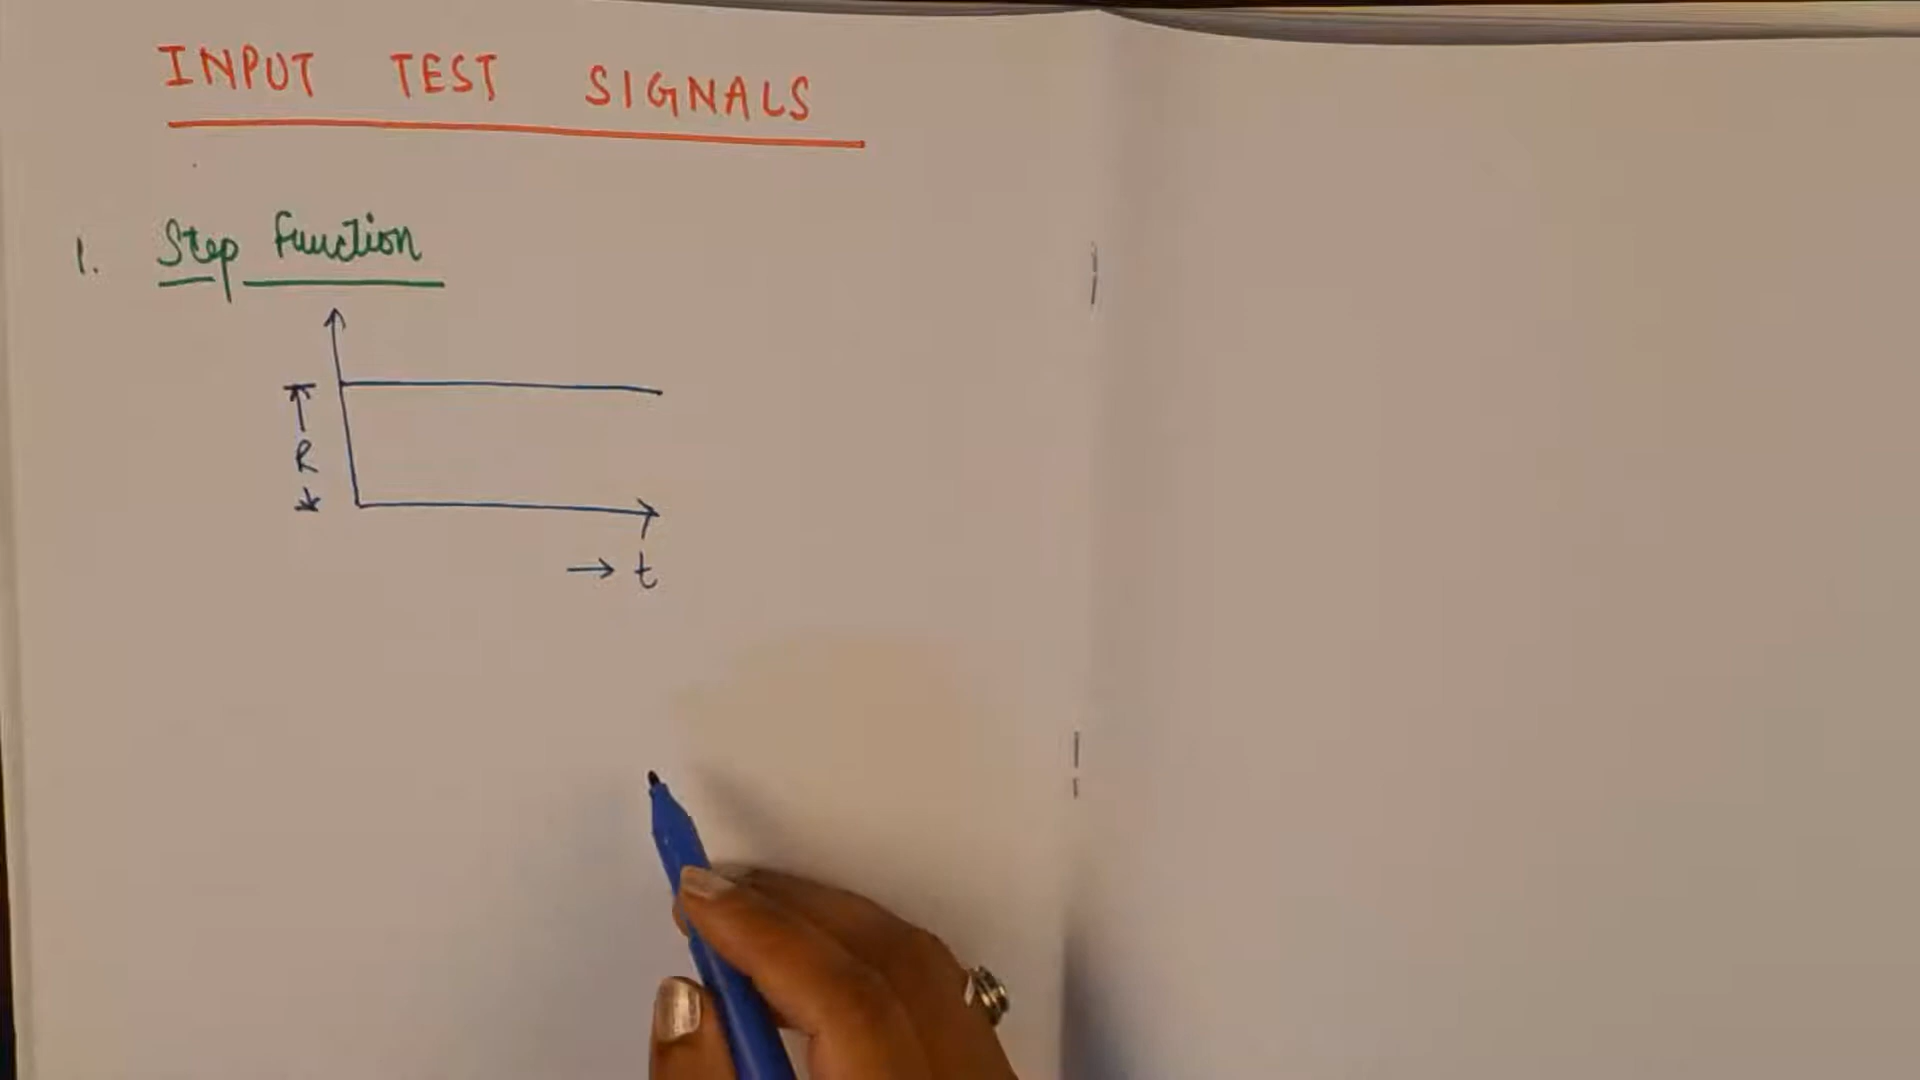 INPUT TEST SIGNALS
1. Step function
R
→ t